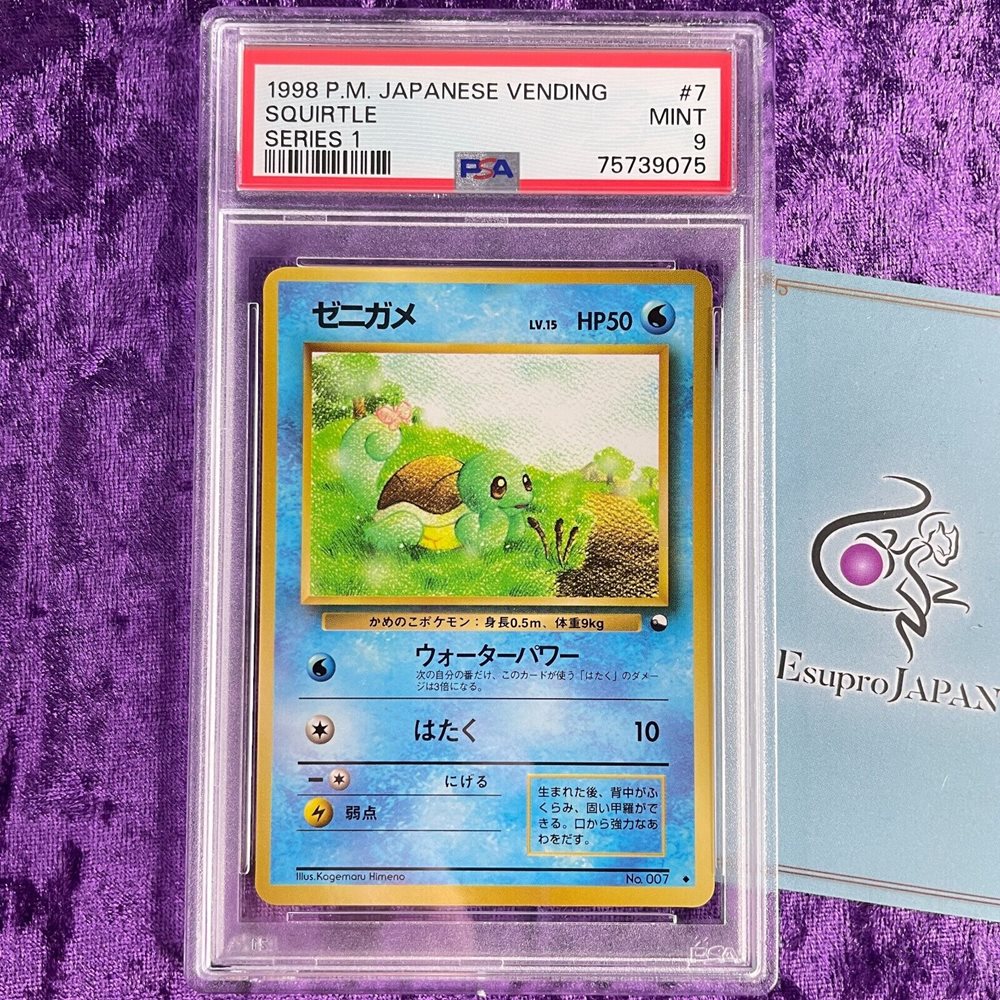 1998 P.M. JAPANESE VENDING #7
SQUIRTLE MINT
SERIES 1 9
PSA 75739075
ゼニガメ LV.15 HP50
かめのこポケモン：身長0.5m、体重9kg
ウォーターパワー
次の自分の番だけ、このカードが使う「はたく」のダメー
ジは3倍になる。
はたく 10
にげる
弱点
生まれた後、背中がふ
くらみ、固い甲羅がで
きる。口から強力なあ
わをだす。
Illus.Kagemaru Himeno No. 007
PSA
EsuproJAPAN